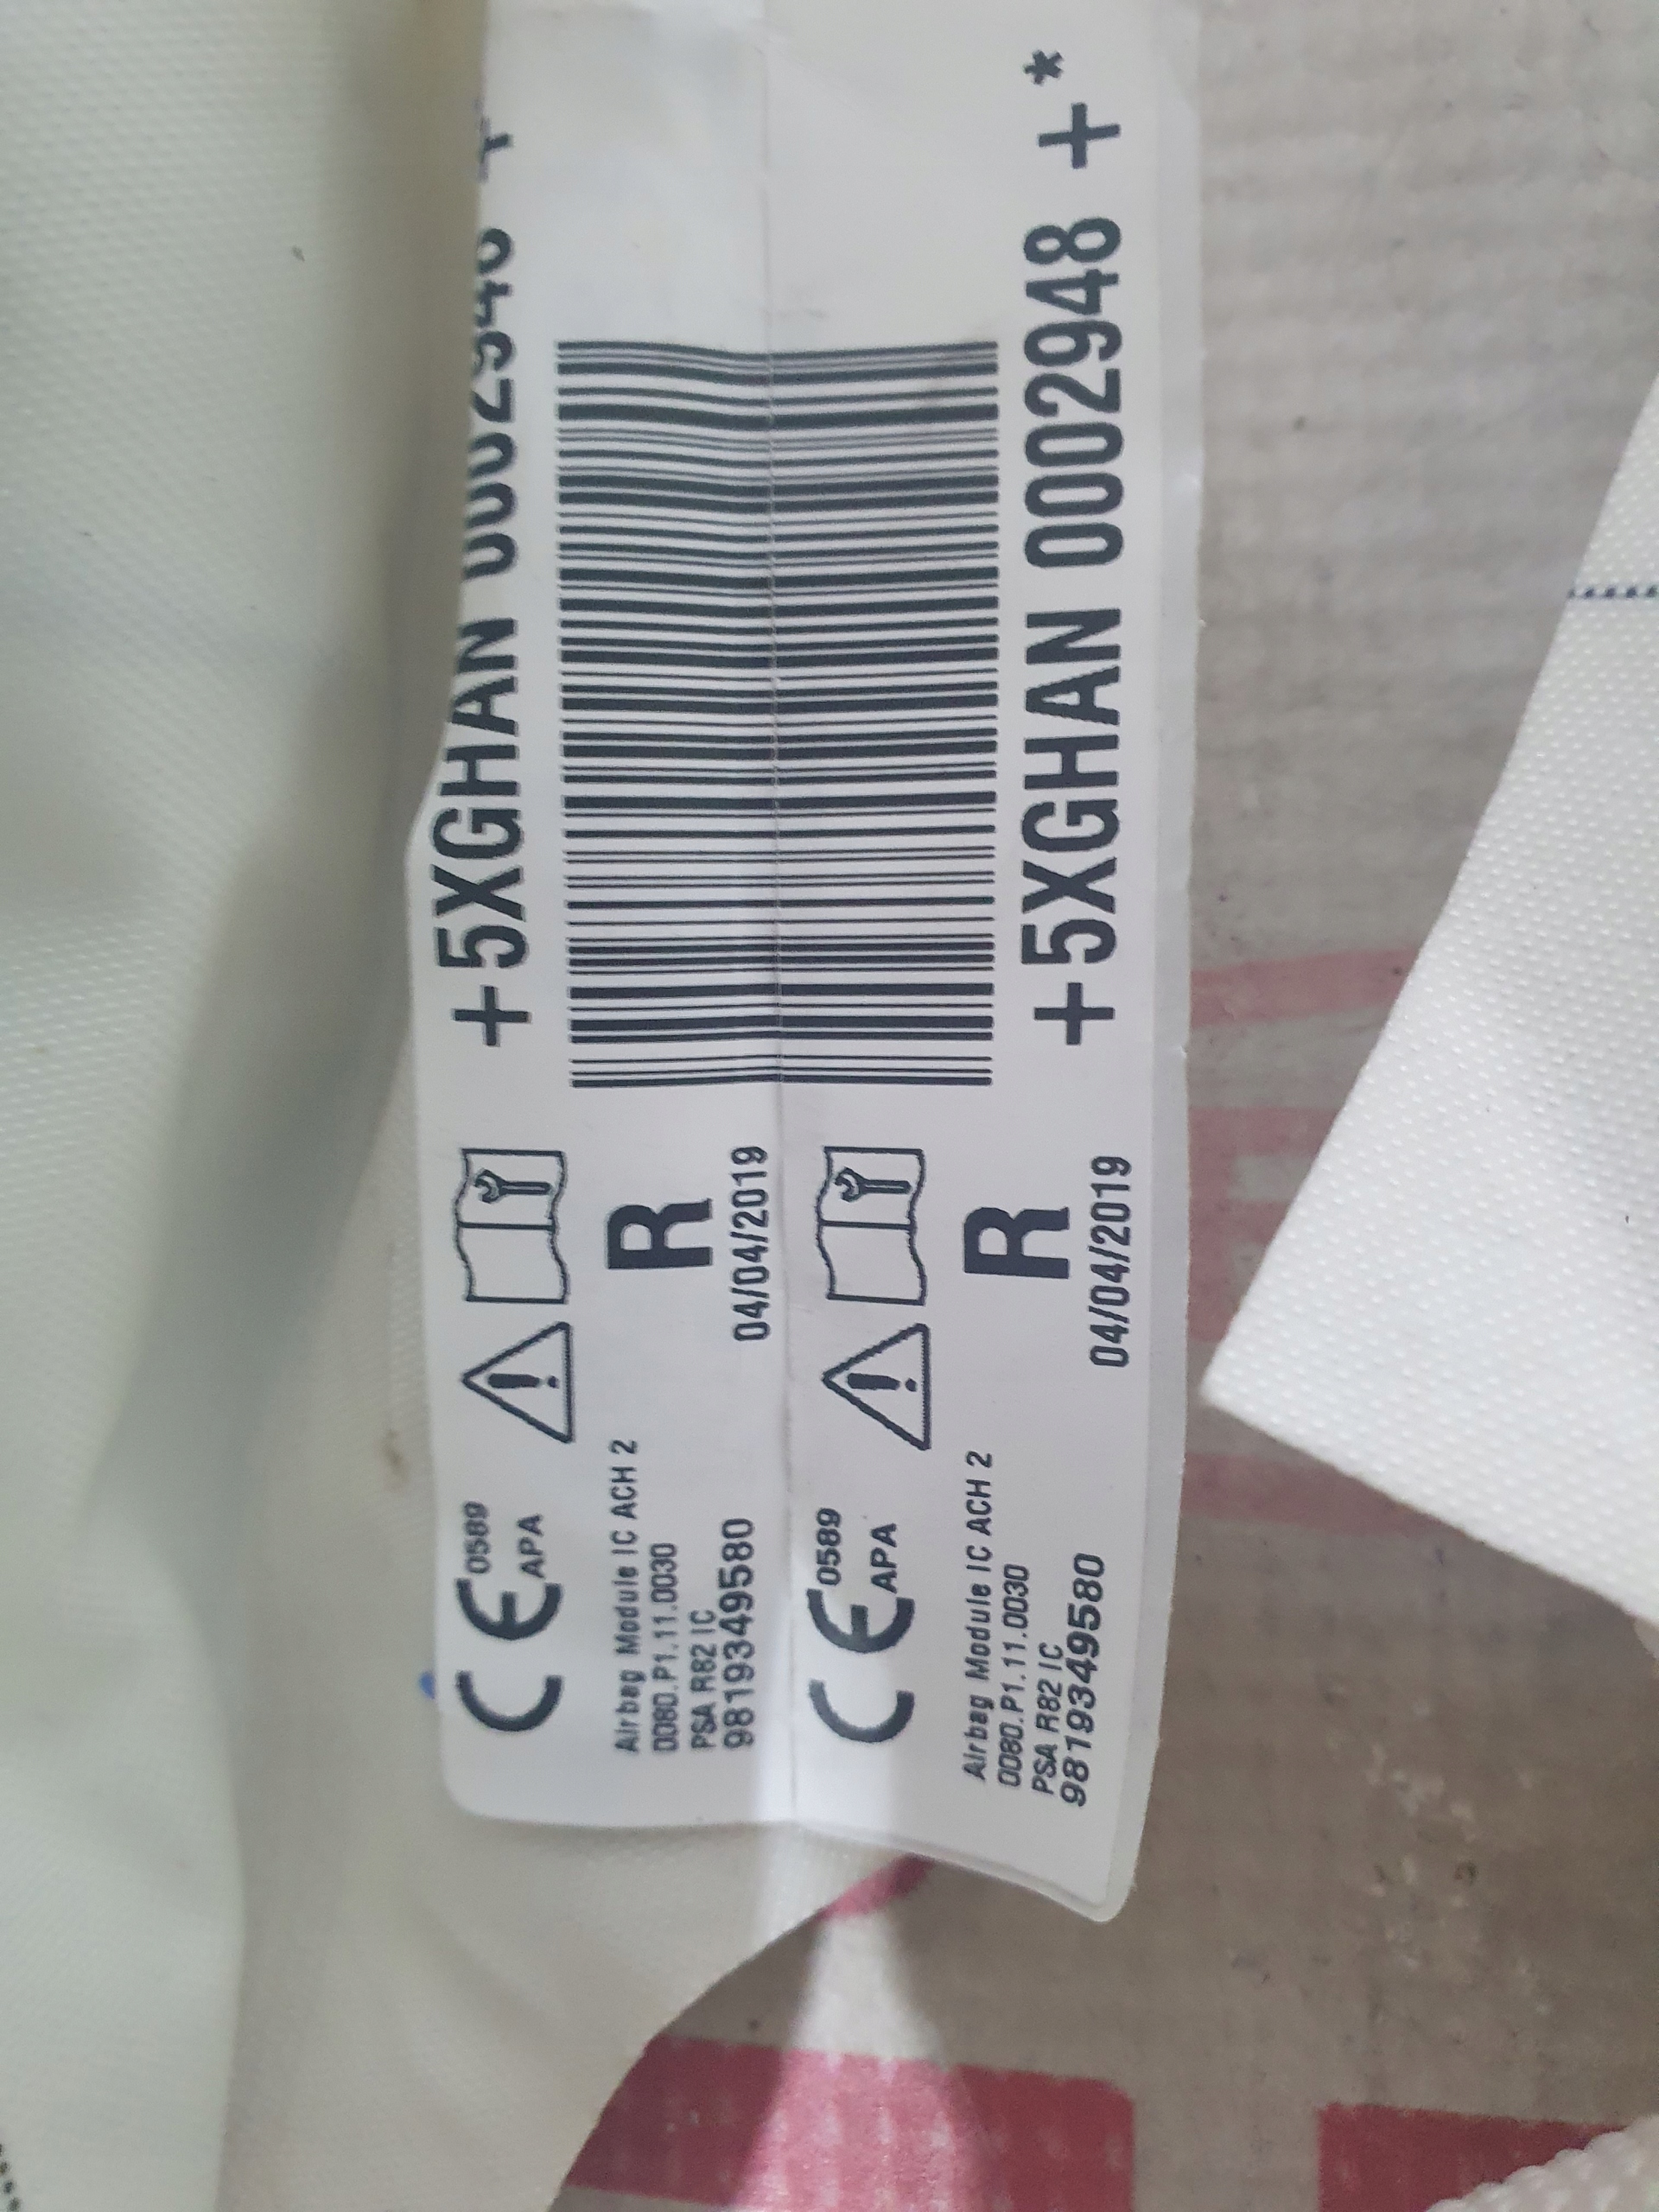 +5XGHAN 0002948 +
CE 0589
APA
Airbag Module IC ACH 2
0080.P1.11.0030
PSA R82 IC
9819349580
R
04/04/2019
CE 0589
APA
Airbag Module IC ACH 2
0080.P1.11.0030
PSA R82 IC
9819349580
R
04/04/2019
+5XGHAN 0002948 +*